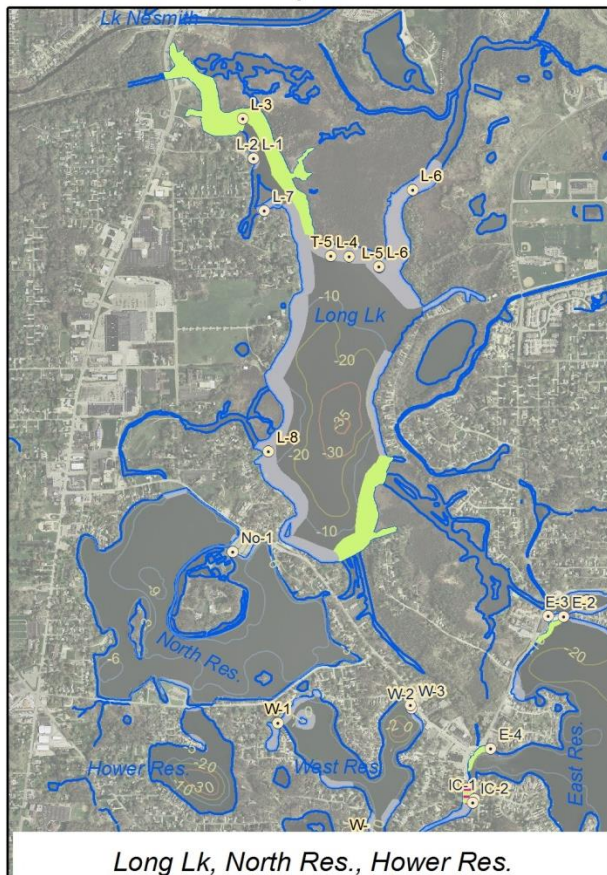 Lk Nesmith
L-3
L-2 L-1
L-6
L-7
T-5 L-4
L-5 L-6
-10
Long Lk
-20
-35
L-8
-20
-30
-10
No-1
-6
E-3 E-2
-6
North Res.
-20
W-2 W-3
W-1
E-4
-20
Hower Res.
1030
West Res
East Res.
IC-1
IC-2
W-
Long Lk, North Res., Hower Res.